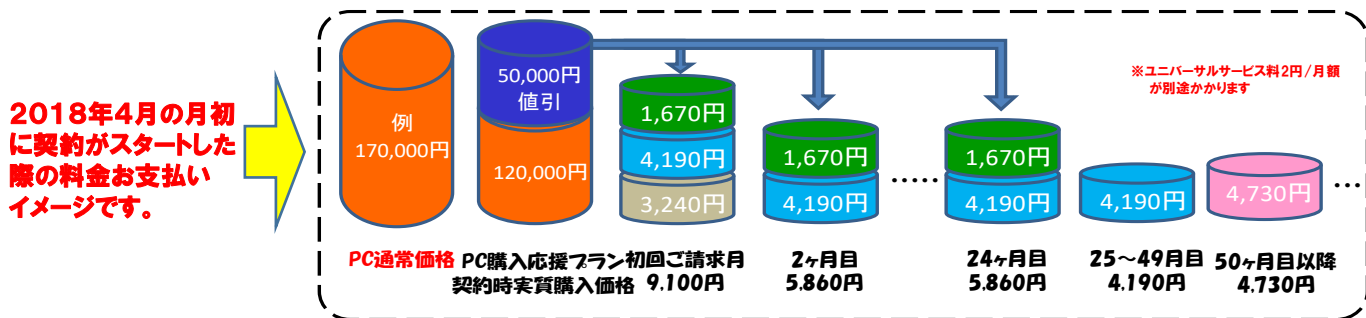 2018年4月の月初
に契約がスタートした
際の料金お支払い
イメージです。
例
170,000円
50,000円
値引
120,000円
1,670円
4,190円
3,240円
1,670円
4,190円
.....
1,670円
4,190円
4,190円
4,730円
...
※ユニバーサルサービス料2円/月額
が別途かかります
PC通常価格
PC購入応援プラン
契約時実質購入価格
初回ご請求月
9,100円
2ヶ月目
5,860円
24ヶ月目
5,860円
25～49月目
4,190円
50ヶ月目以降
4,730円